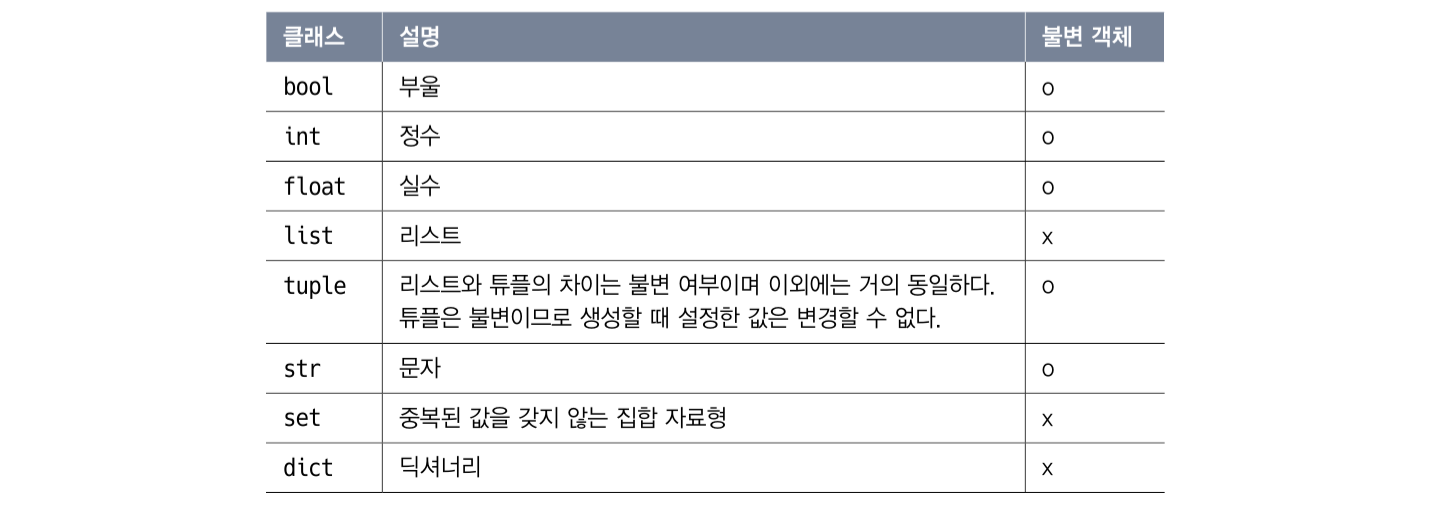 클래스 설명 불변 객체
bool 부울 o
int 정수 o
float 실수 o
list 리스트 x
tuple 리스트와 튜플의 차이는 불변 여부이며 이외에는 거의 동일하다. o
튜플은 불변이므로 생성할 때 설정한 값은 변경할 수 없다.
str 문자 o
set 중복된 값을 갖지 않는 집합 자료형 x
dict 딕셔너리 x